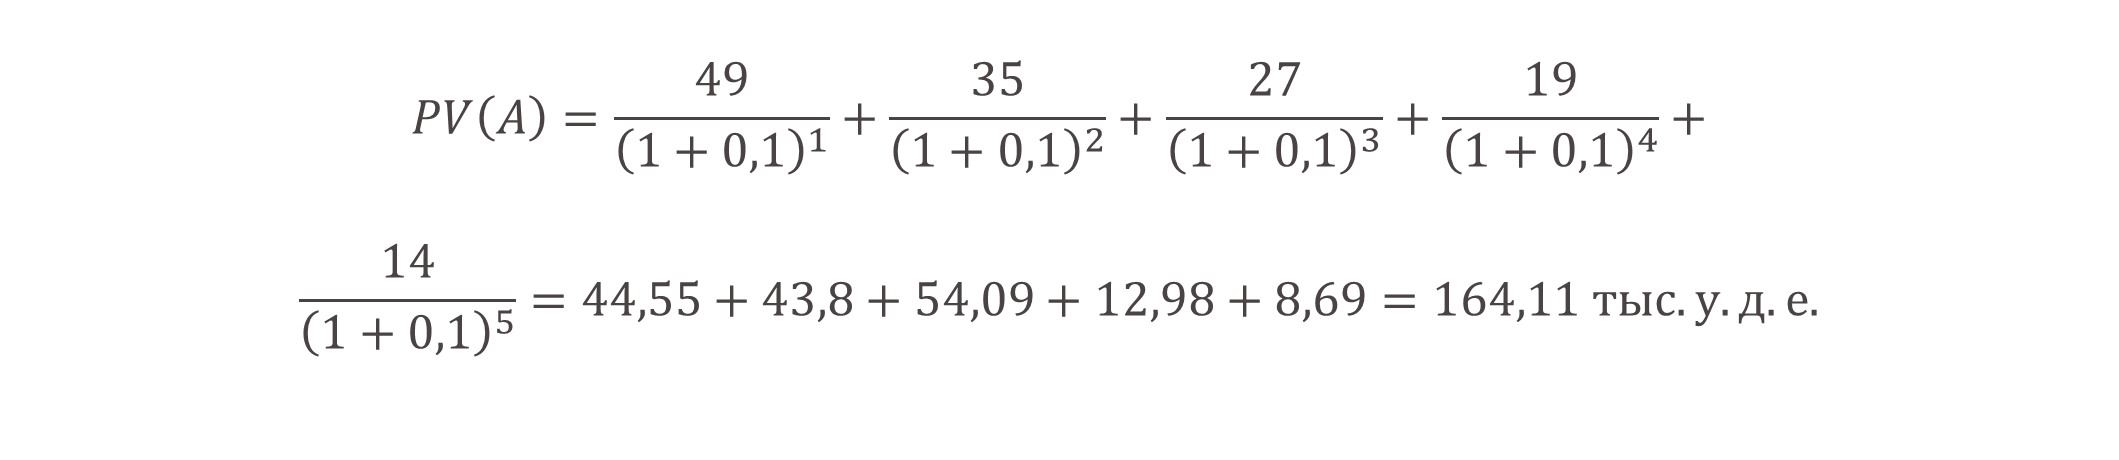 PV(A) = 49/(1 + 0,1)^1 + 35/(1 + 0,1)^2 + 27/(1 + 0,1)^3 + 19/(1 + 0,1)^4 +
14/(1 + 0,1)^5 = 44,55 + 43,8 + 54,09 + 12,98 + 8,69 = 164,11 тыс. у. д. е.